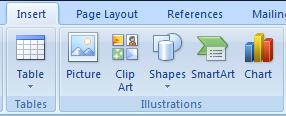 Insert Page Layout References Mailing
Table Picture Clip Art Shapes SmartArt Chart
Tables Illustrations